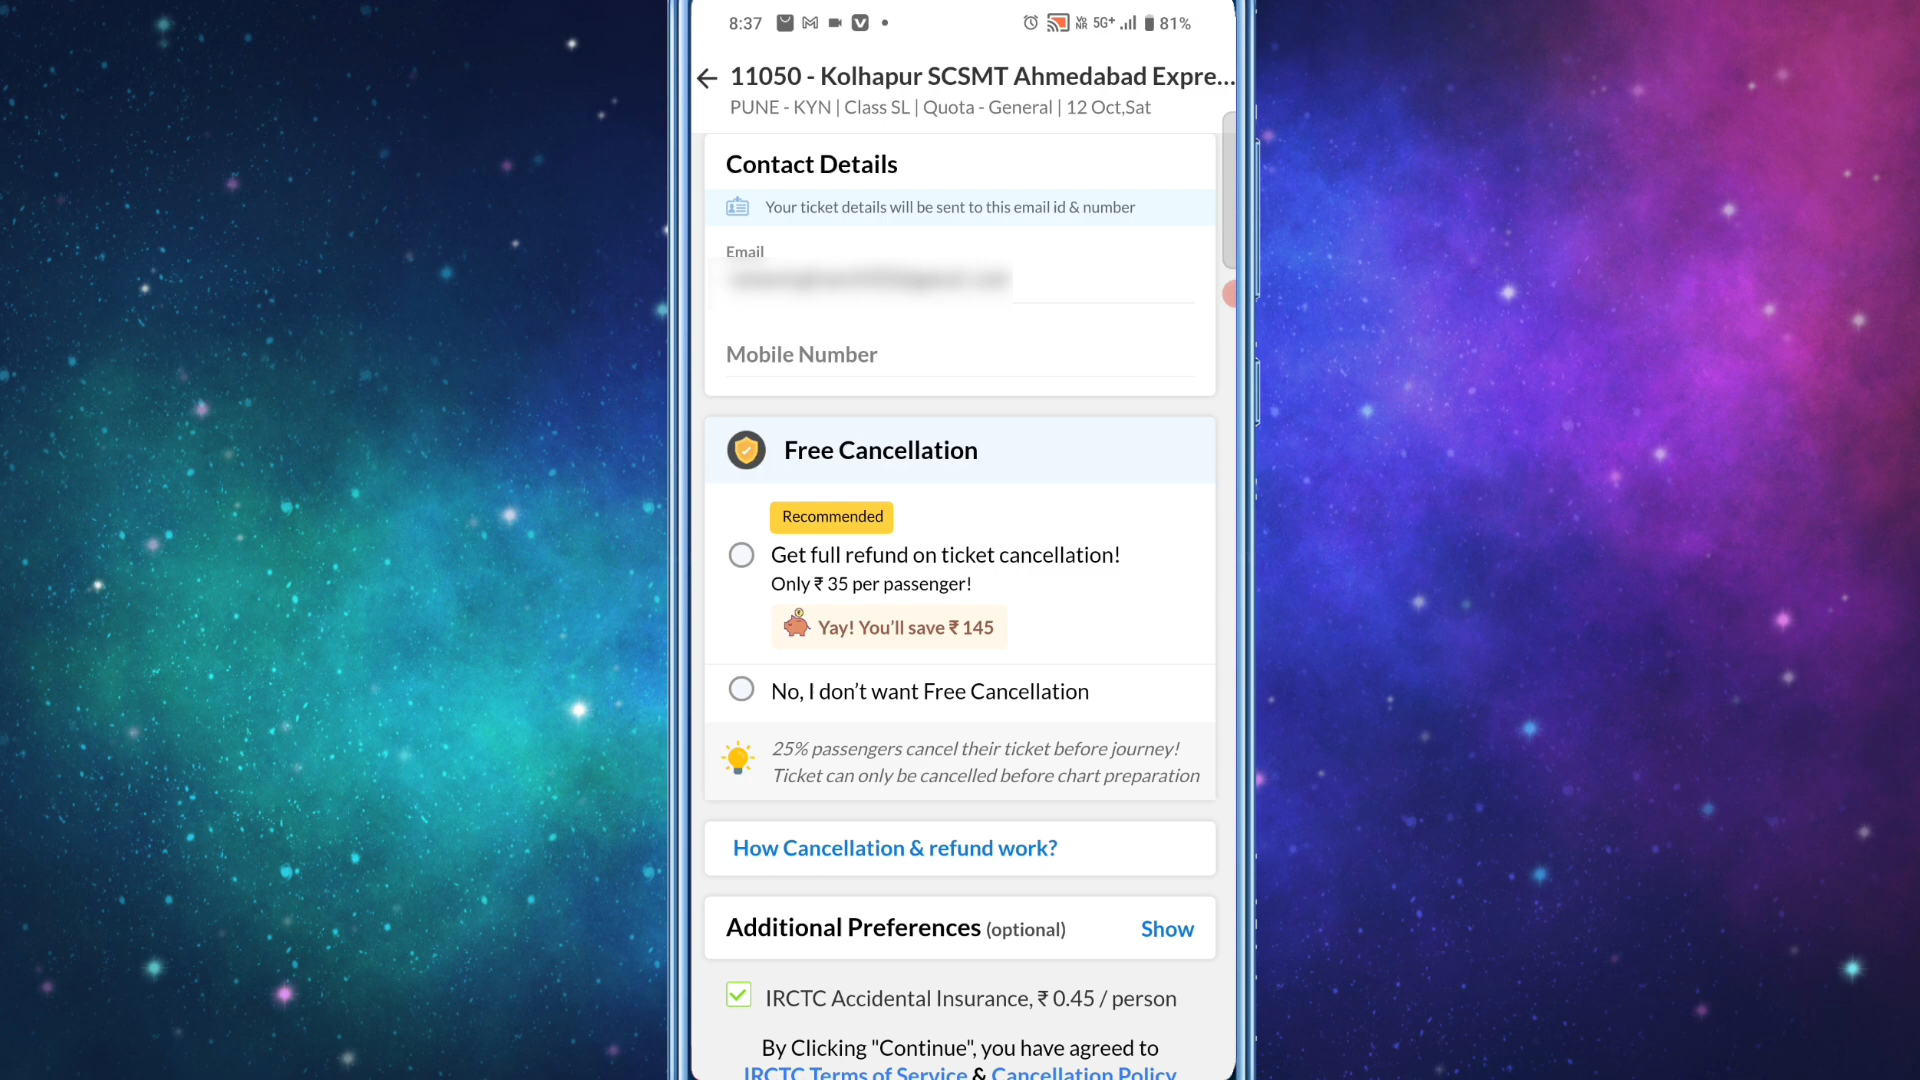 8:37
VO NR 5G+ 81%
11050 - Kolhapur SCSMT Ahmedabad Expre...
PUNE - KYN | Class SL | Quota - General | 12 Oct,Sat
Contact Details
Your ticket details will be sent to this email id & number
Email
Mobile Number
Free Cancellation
Recommended
Get full refund on ticket cancellation!
Only ₹ 35 per passenger!
Yay! You'll save ₹ 145
No, I don't want Free Cancellation
25% passengers cancel their ticket before journey!
Ticket can only be cancelled before chart preparation
How Cancellation & refund work?
Additional Preferences (optional) Show
IRCTC Accidental Insurance, ₹ 0.45 / person
By Clicking "Continue", you have agreed to
IRCTC Terms of Service & Cancellation Policy